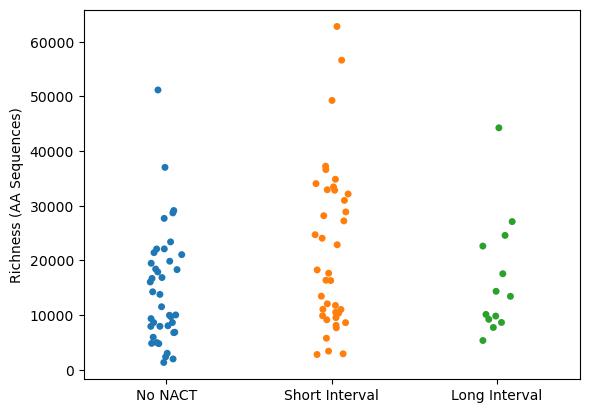 Richness (AA Sequences)
60000
50000
40000
30000
20000
10000
0
No NACT
Short Interval
Long Interval